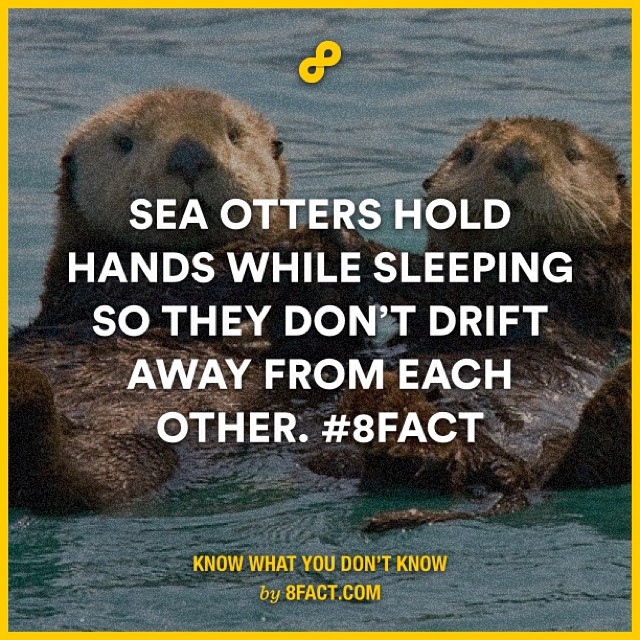 SEA OTTERS HOLD
HANDS WHILE SLEEPING
SO THEY DON'T DRIFT
AWAY FROM EACH
OTHER. #8FACT
KNOW WHAT YOU DON'T KNOW
by 8FACT.COM